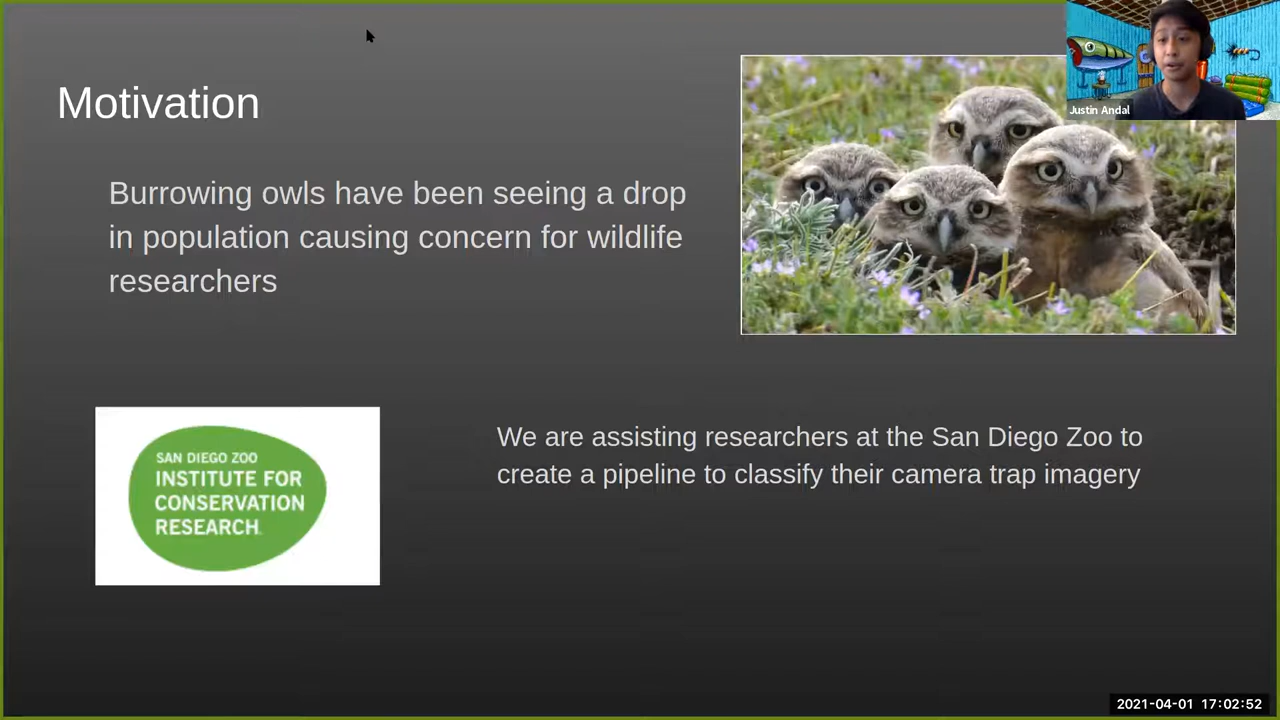 Motivation
Justin Andal
Burrowing owls have been seeing a drop
in population causing concern for wildlife
researchers
SAN DIEGO ZOO
INSTITUTE FOR
CONSERVATION
RESEARCH
We are assisting researchers at the San Diego Zoo to
create a pipeline to classify their camera trap imagery
2021-04-01 17:02:52